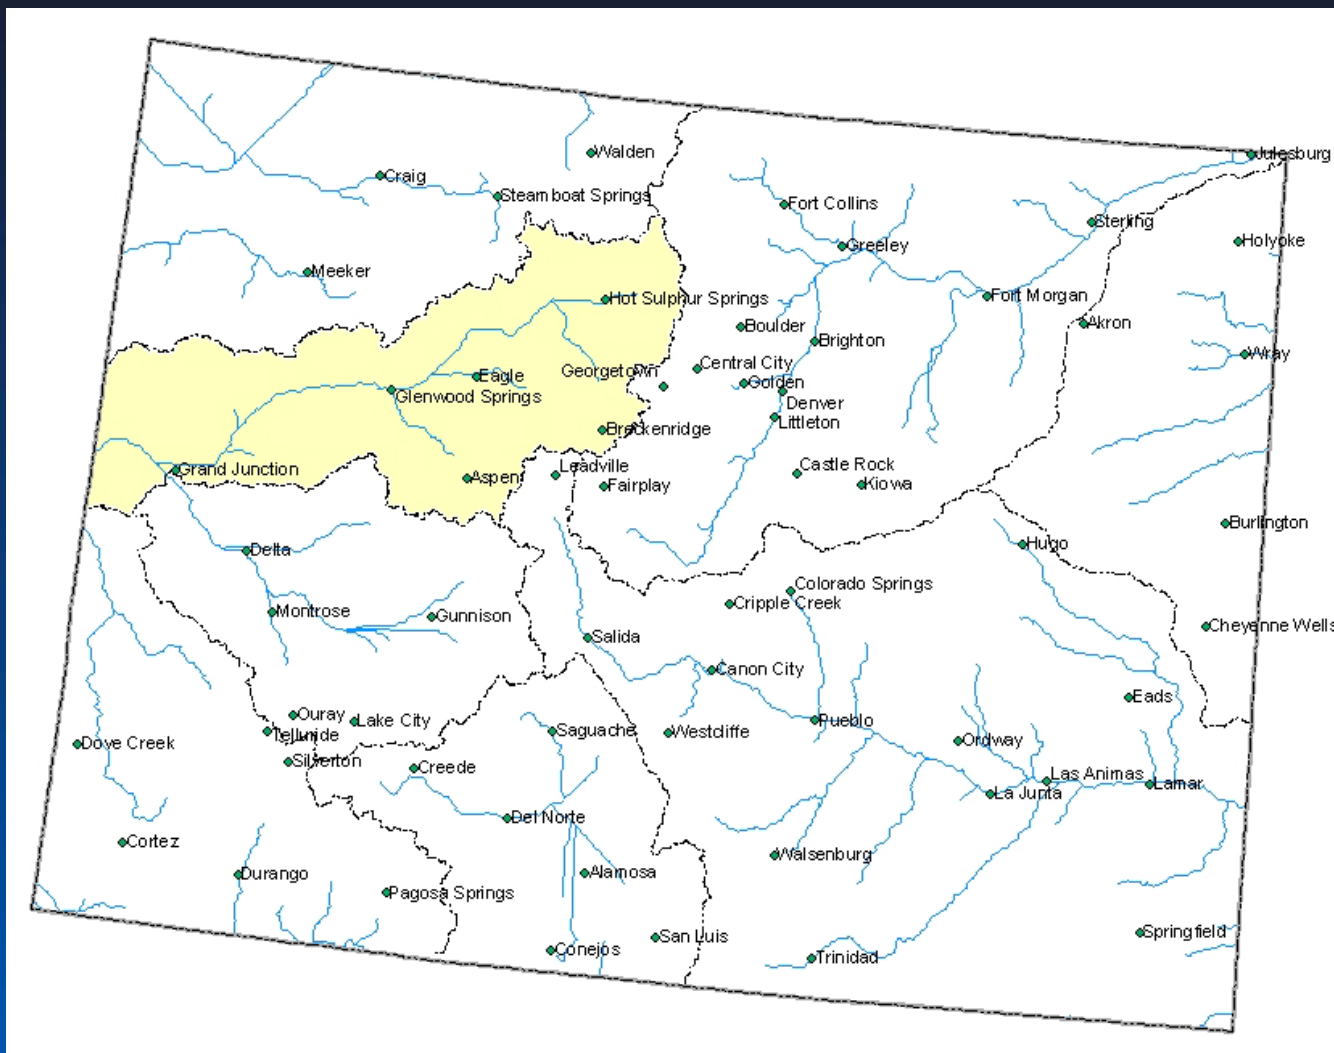 Walden
Julesburg
Craig
Steamboat Springs
Fort Collins
Sterling
Holyoke
Greeley
Meeker
Hot Sulphur Springs
Fort Morgan
Boulder
Akron
Brighton
Wray
Central City
Georgetown
Eagle
Golden
Glenwood Springs
Denver
Littleton
Breckenridge
Grand Junction
Leadville
Castle Rock
Aspen
Fairplay
Kiowa
Burlington
Delta
Hugo
Colorado Springs
Cripple Creek
Montrose
Gunnison
Cheyenne Wells
Salida
Canon City
Eads
Ouray
Lake City
Pueblo
Telluride
Saguache
Westcliffe
Dove Creek
Ordway
Silverton
Creede
Las Animas
Lamar
La Junta
Del Norte
Cortez
Walsenburg
Durango
Alamosa
Pagosa Springs
San Luis
Springfield
Conejos
Trinidad